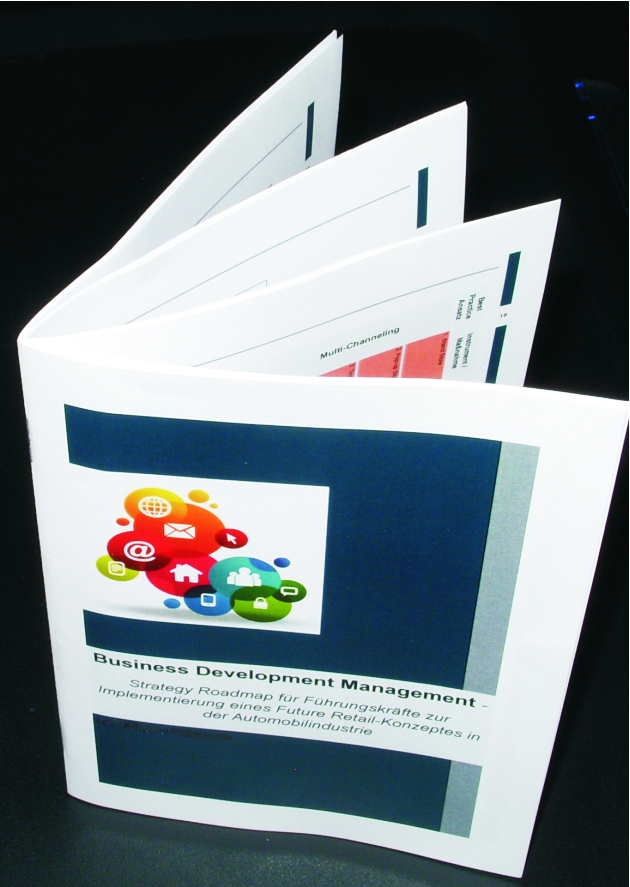 Best
Practice
Ansatz
Instrument /
Maßnahme
Multi-Channeling
@
Business Development Management -
Strategy Roadmap für Führungskräfte zur
Implementierung eines Future Retail-Konzeptes in
der Automobilindustrie